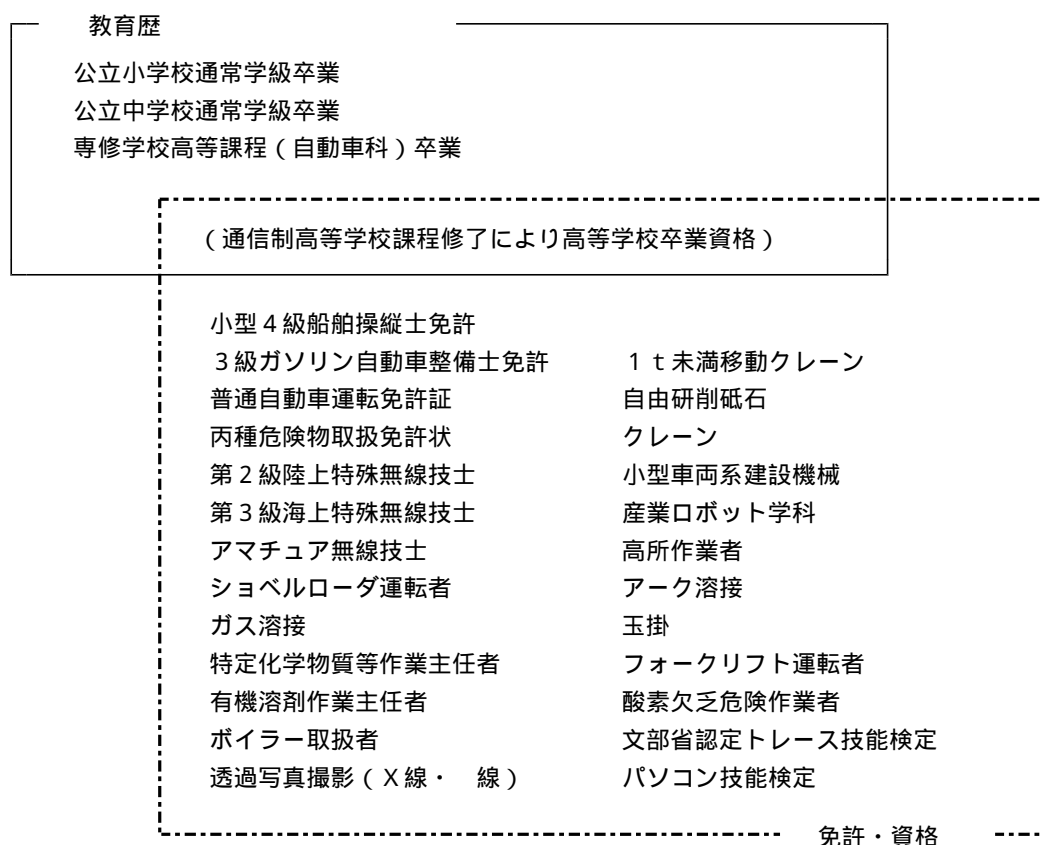 教育歴
公立小学校通常学級卒業
公立中学校通常学級卒業
専修学校高等課程(自動車科)卒業
(通信制高等学校課程修了により高等学校卒業資格)
小型4級船舶操縦士免許
3級ガソリン自動車整備士免許 1t未満移動クレーン
普通自動車運転免許証 自由研削砥石
丙種危険物取扱免許状 クレーン
第2級陸上特殊無線技士 小型車両系建設機械
第3級海上特殊無線技士 産業ロボット学科
アマチュア無線技士 高所作業者
ショベルローダ運転者 アーク溶接
ガス溶接 玉掛
特定化学物質等作業主任者 フォークリフト運転者
有機溶剤作業主任者 酸素欠乏危険作業者
ボイラー取扱者 文部省認定トレース技能検定
透過写真撮影(X線・ 線) パソコン技能検定
免許・資格